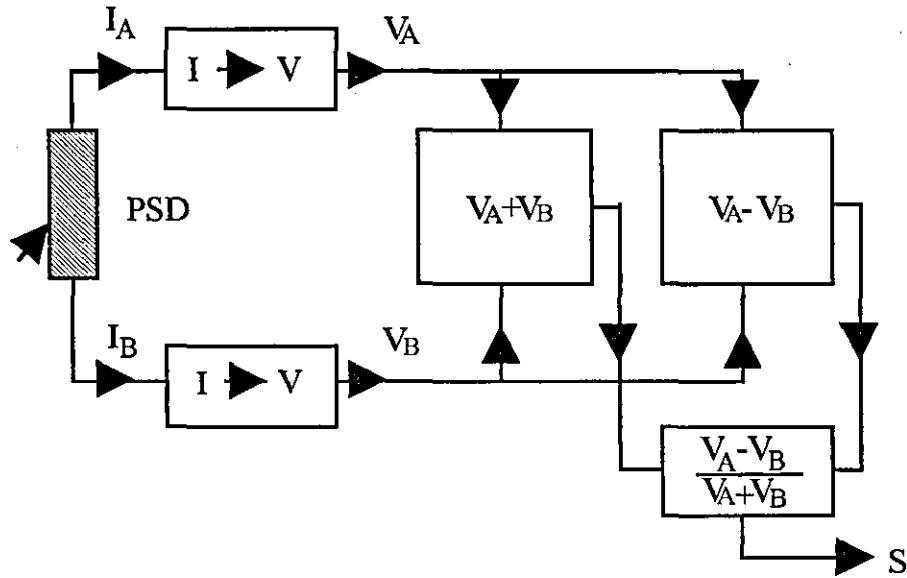 I_A
I V
V_A
PSD
V_A+V_B
V_A-V_B
I_B
I V
V_B
V_A-V_B
V_A+V_B
S